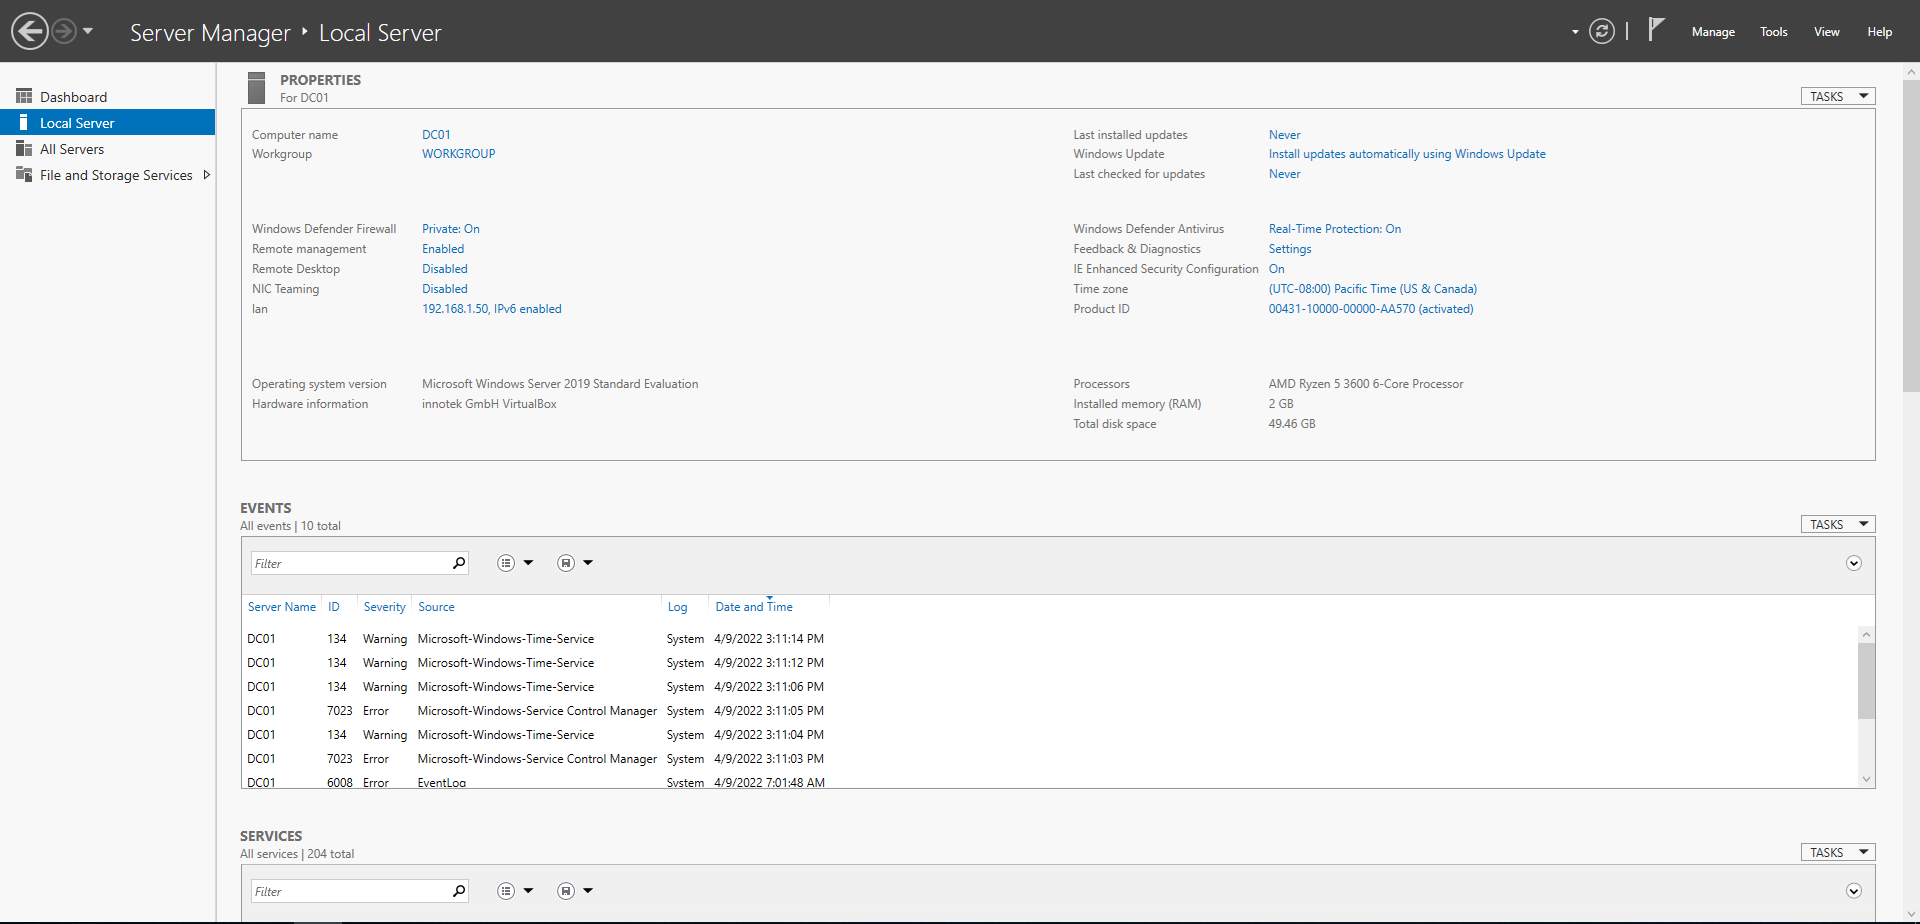 Server Manager ‣ Local Server
Manage Tools View Help
Dashboard
Local Server
All Servers
File and Storage Services
PROPERTIES
For DC01
TASKS
Computer name DC01
Workgroup WORKGROUP
Last installed updates Never
Windows Update Install updates automatically using Windows Update
Last checked for updates Never
Windows Defender Firewall Private: On
Remote management Enabled
Remote Desktop Disabled
NIC Teaming Disabled
lan 192.168.1.50, IPv6 enabled
Windows Defender Antivirus Real-Time Protection: On
Feedback & Diagnostics Settings
IE Enhanced Security Configuration On
Time zone (UTC-08:00) Pacific Time (US & Canada)
Product ID 00431-10000-00000-AA570 (activated)
Operating system version Microsoft Windows Server 2019 Standard Evaluation
Hardware information innotek GmbH VirtualBox
Processors AMD Ryzen 5 3600 6-Core Processor
Installed memory (RAM) 2 GB
Total disk space 49.46 GB
EVENTS
All events | 10 total
TASKS
Filter
Server Name ID Severity Source Log Date and Time
DC01 134 Warning Microsoft-Windows-Time-Service System 4/9/2022 3:11:14 PM
DC01 134 Warning Microsoft-Windows-Time-Service System 4/9/2022 3:11:12 PM
DC01 134 Warning Microsoft-Windows-Time-Service System 4/9/2022 3:11:06 PM
DC01 7023 Error Microsoft-Windows-Service Control Manager System 4/9/2022 3:11:05 PM
DC01 134 Warning Microsoft-Windows-Time-Service System 4/9/2022 3:11:04 PM
DC01 7023 Error Microsoft-Windows-Service Control Manager System 4/9/2022 3:11:03 PM
DC01 6008 Error EventLog System 4/9/2022 7:01:48 AM
SERVICES
All services | 204 total
TASKS
Filter